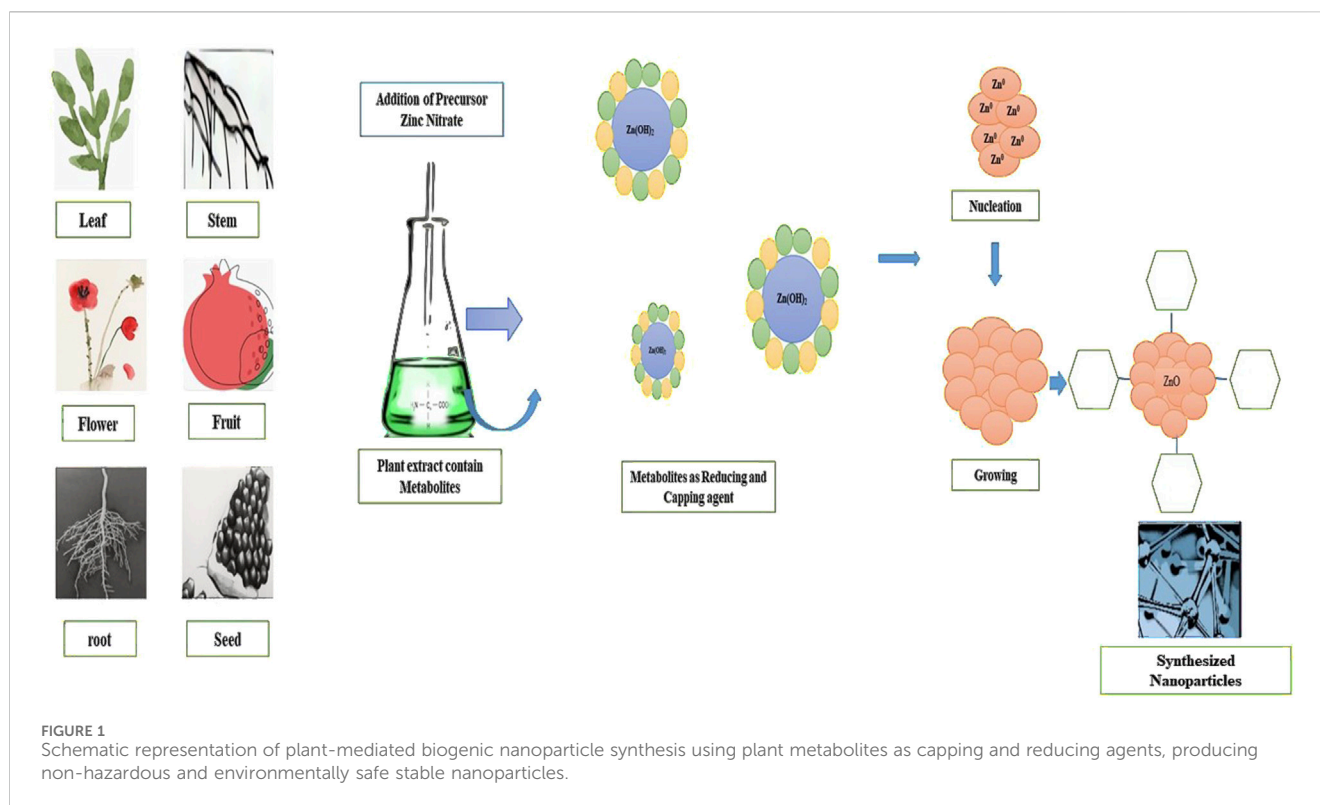 Leaf
Stem
Flower
Fruit
root
Seed
Addition of Precursor
Zinc Nitrate
Plant extract contain
Metabolites
Zn(OH)₂
Zn(OH)₂
Zn(OH)₂
Metabolites as Reducing and
Capping agent
Zn⁰
Zn⁰
Zn⁰
Zn⁰
Zn⁰
Zn⁰
Nucleation
Growing
ZnO
Synthesized
Nanoparticles
FIGURE 1
Schematic representation of plant-mediated biogenic nanoparticle synthesis using plant metabolites as capping and reducing agents, producing
non-hazardous and environmentally safe stable nanoparticles.